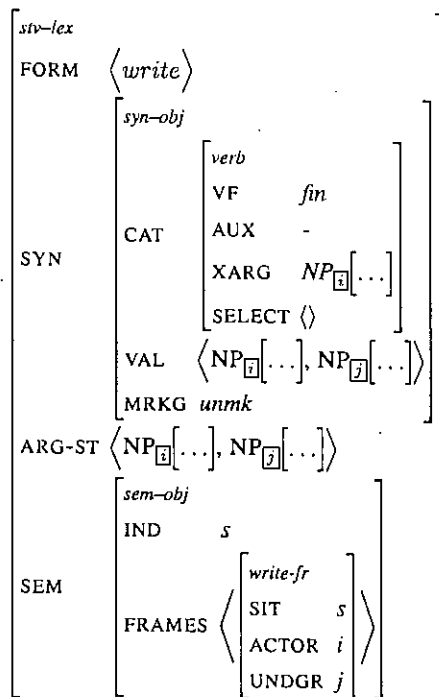 stv-lex
FORM ⟨write⟩
syn-obj
verb
VF fin
CAT AUX -
SYN XARG NP[i][...]
SELECT ⟨⟩
VAL ⟨NP[i][...], NP[j][...]⟩
MRKG unmk
ARG-ST ⟨NP[i][...], NP[j][...]⟩
sem-obj
IND s
SEM write-fr
FRAMES SIT s
ACTOR i
UNDGR j